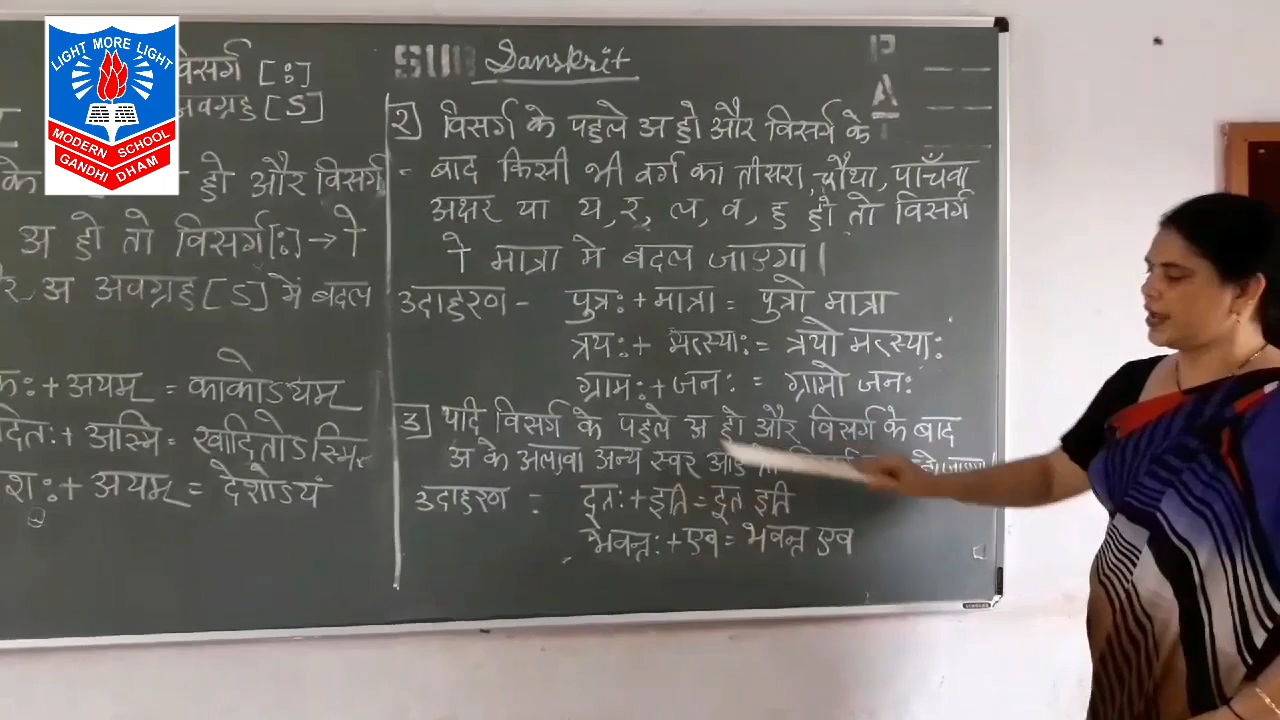 LIGHT MORE LIGHT
MODERN SCHOOL
GANDHI DHAM
विसर्ग [:]
अवग्रह [S]
के हो और विसर्ग
अ हो तो विसर्ग[:] → ो
अ अवग्रह [S] में बदल
+ अयम् = काकोऽयम्
+ अस्मि = खादितोऽस्मि
+ अयम् = देशोऽयं
SUB Sanskrit
P
A
२] विसर्ग के पहले अ हो और विसर्ग के
= बाद किसी भी वर्ग का तीसरा, चौथा, पाँचवा
अक्षर या य, र, ल, व, ह हो तो विसर्ग
ो मात्रा मे बदल जाएगा।
उदाहरण - पुत्रः + मात्रा = पुत्रो मात्रा
त्रयः + मत्स्याः = त्रयो मत्स्याः
ग्रामः + जनः = ग्रामो जनः
3] यदि विसर्ग के पहले अ हो और विसर्ग के बाद
अ के अलावा अन्य स्वर
उदाहरण : दूतः + इति = दूत इति
भवन्तः + एव = भवन्त एव